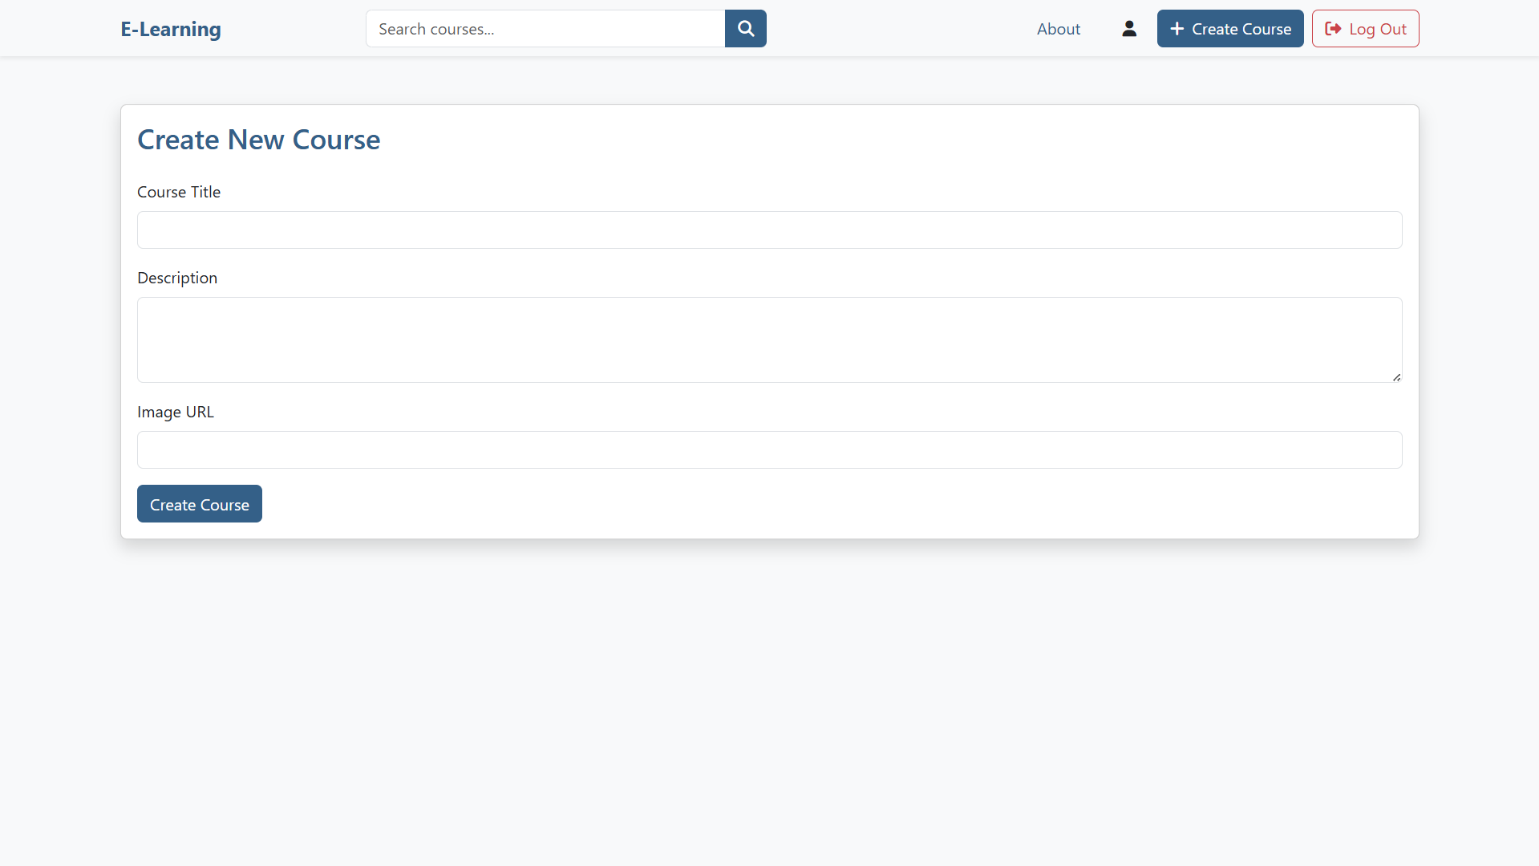 E-Learning
Search courses...
About
Create Course
Log Out
Create New Course
Course Title
Description
Image URL
Create Course